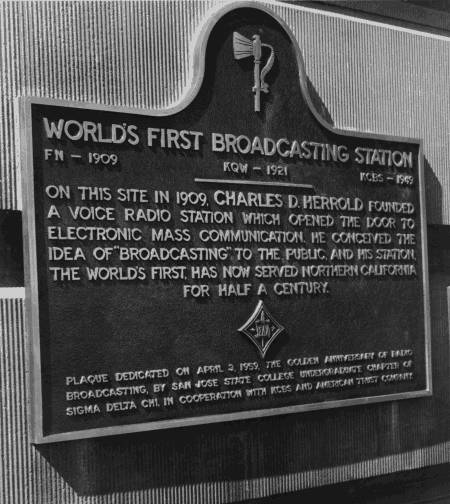 WORLD'S FIRST BROADCASTING STATION
FN – 1909 KQW – 1921 KCBS – 1949
ON THIS SITE IN 1909, CHARLES D. HERROLD FOUNDED
A VOICE RADIO STATION WHICH OPENED THE DOOR TO
ELECTRONIC MASS COMMUNICATION. HE CONCEIVED THE
IDEA OF "BROADCASTING" TO THE PUBLIC, AND HIS STATION,
THE WORLD'S FIRST, HAS NOW SERVED NORTHERN CALIFORNIA
FOR HALF A CENTURY.
PLAQUE DEDICATED ON APRIL 3, 1959, THE GOLDEN ANNIVERSARY OF RADIO
BROADCASTING, BY SAN JOSE STATE COLLEGE UNDERGRADUATE CHAPTER OF
SIGMA DELTA CHI, IN COOPERATION WITH KCBS AND AMERICAN TRUST COMPANY.